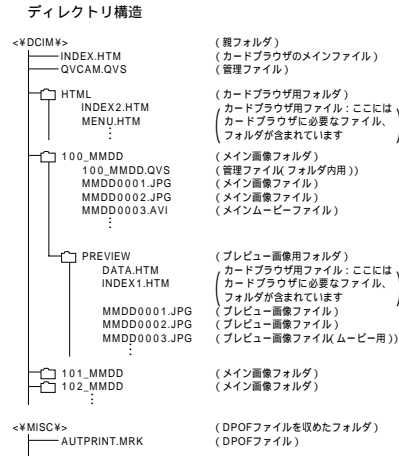 ディレクトリ構造
<¥DCIM¥> (親フォルダ)
INDEX.HTM (カードブラウザのメインファイル)
QVCAM.QVS (管理ファイル)
HTML (カードブラウザ用フォルダ)
INDEX2.HTM (カードブラウザ用ファイル:ここには
MENU.HTM カードブラウザに必要なファイル、
⋮ フォルダが含まれています)
100_MMDD (メイン画像フォルダ)
100_MMDD.QVS (管理ファイル(フォルダ内用))
MMDD0001.JPG (メイン画像ファイル)
MMDD0002.JPG (メイン画像ファイル)
MMDD0003.AVI (メインムービーファイル)
⋮
PREVIEW (プレビュー画像用フォルダ)
DATA.HTM (カードブラウザ用ファイル:ここには
INDEX1.HTM カードブラウザに必要なファイル、
フォルダが含まれています)
MMDD0001.JPG (プレビュー画像ファイル)
MMDD0002.JPG (プレビュー画像ファイル)
MMDD0003.JPG (プレビュー画像ファイル(ムービー用))
⋮
101_MMDD (メイン画像フォルダ)
102_MMDD (メイン画像フォルダ)
⋮
<¥MISC¥> (DPOFファイルを収めたフォルダ)
AUTPRINT.MRK (DPOFファイル)